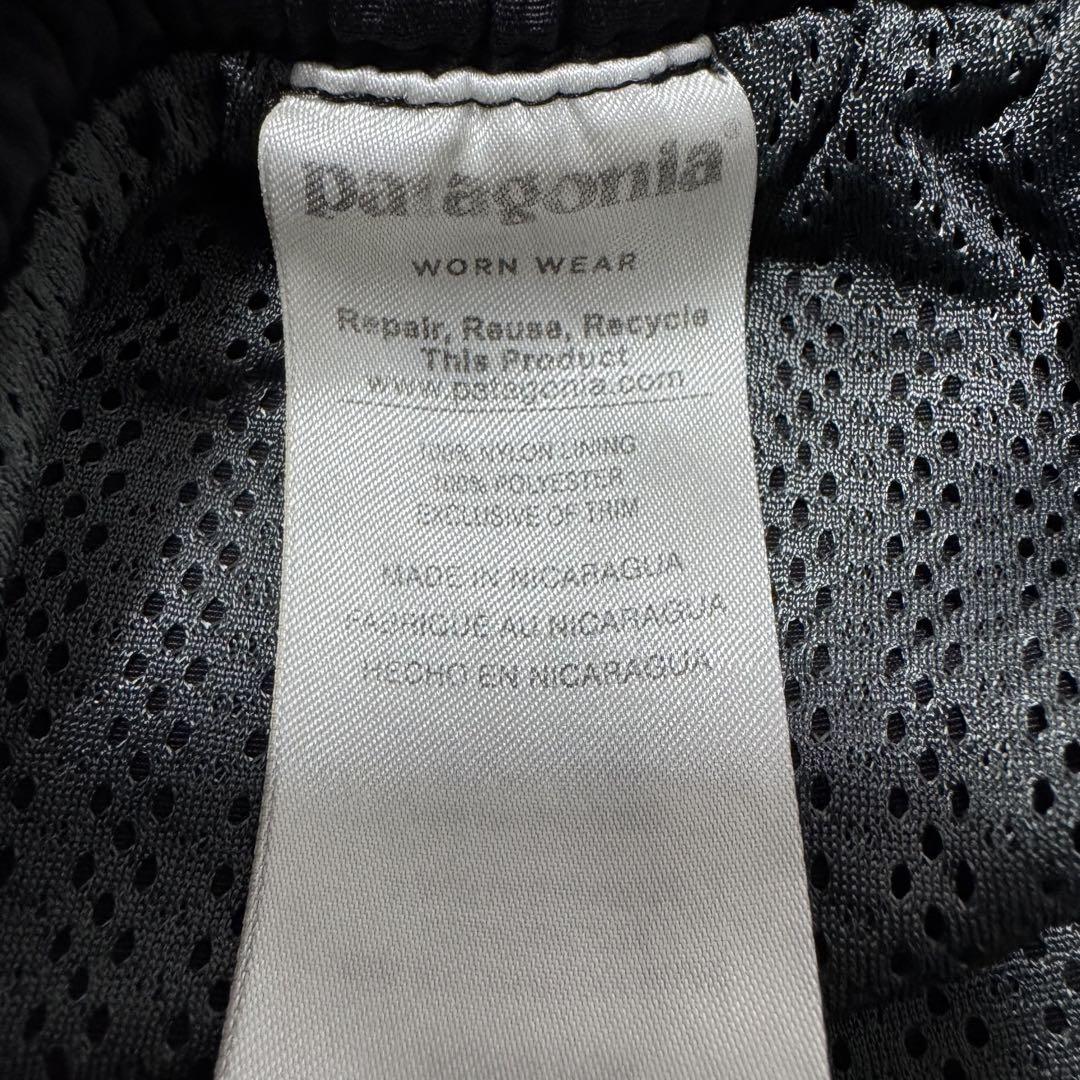 patagonia®
WORN WEAR
Repair, Reuse, Recycle
This Product
www.patagonia.com
100% NYLON LINING
100% POLYESTER
EXCLUSIVE OF TRIM
MADE IN NICARAGUA
FABRIQUÉ AU NICARAGUA
HECHO EN NICARAGUA